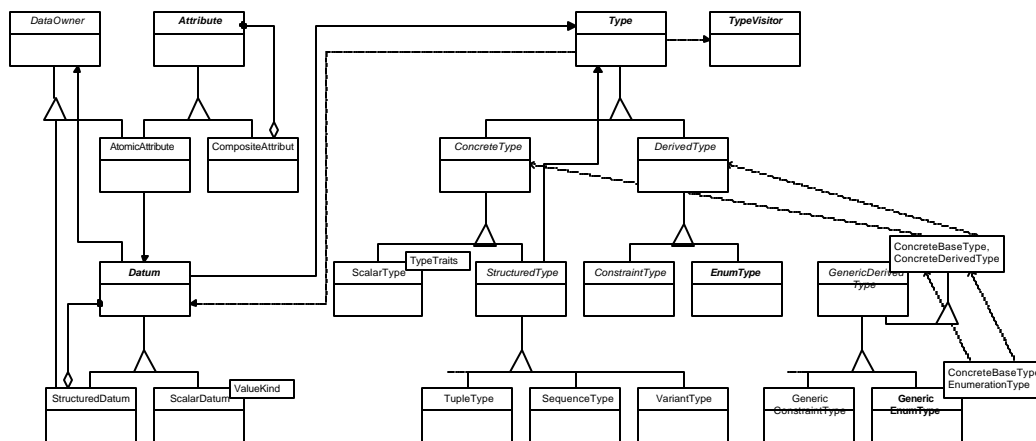 DataOwner
Attribute
Type
TypeVisitor
AtomicAttribute
CompositeAttribut
ConcreteType
DerivedType
ConcreteBaseType,
ConcreteDerivedType
Datum
ScalarType
TypeTraits
StructuredType
ConstraintType
EnumType
GenericDerived
Type
ConcreteBaseType
EnumerationType
StructuredDatum
ScalarDatum
ValueKind
TupleType
SequenceType
VariantType
Generic
ConstraintType
Generic
EnumType